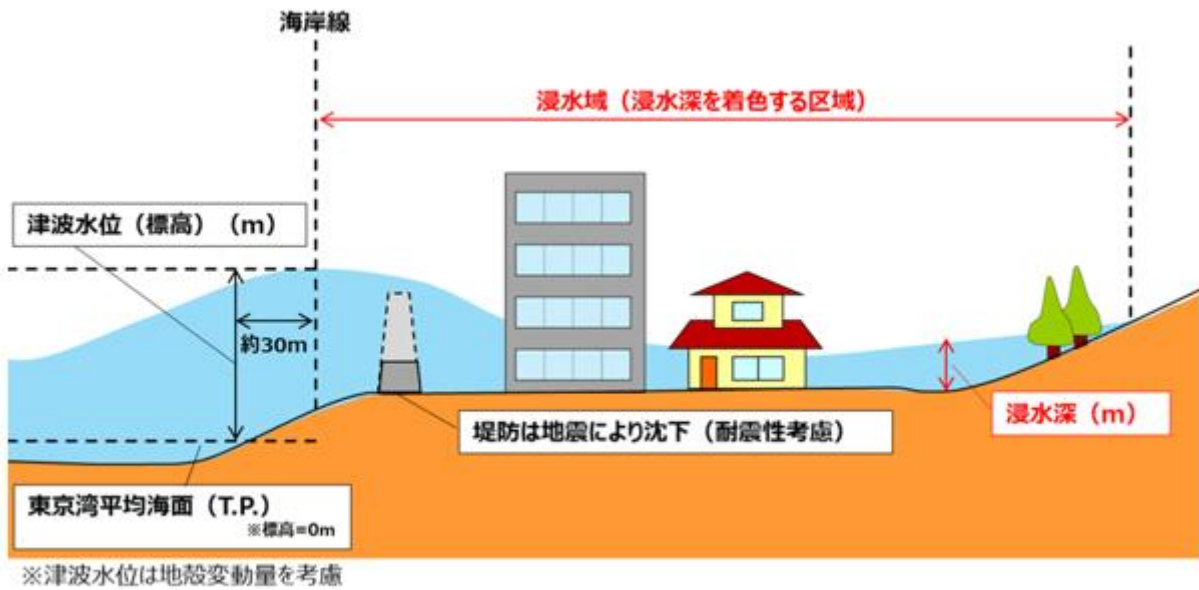 海岸線
浸水域（浸水深を着色する区域）
津波水位（標高）（m）
約30m
浸水深（m）
堤防は地震により沈下（耐震性考慮）
東京湾平均海面（T.P.）
※標高=0m
※津波水位は地殻変動量を考慮